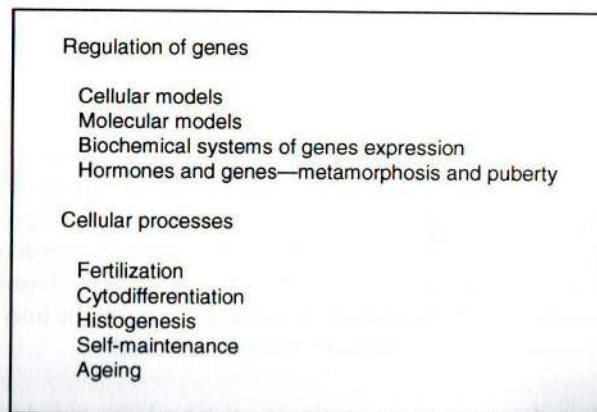 Regulation of genes
Cellular models
Molecular models
Biochemical systems of genes expression
Hormones and genes—metamorphosis and puberty
Cellular processes
Fertilization
Cytodifferentiation
Histogenesis
Self-maintenance
Ageing